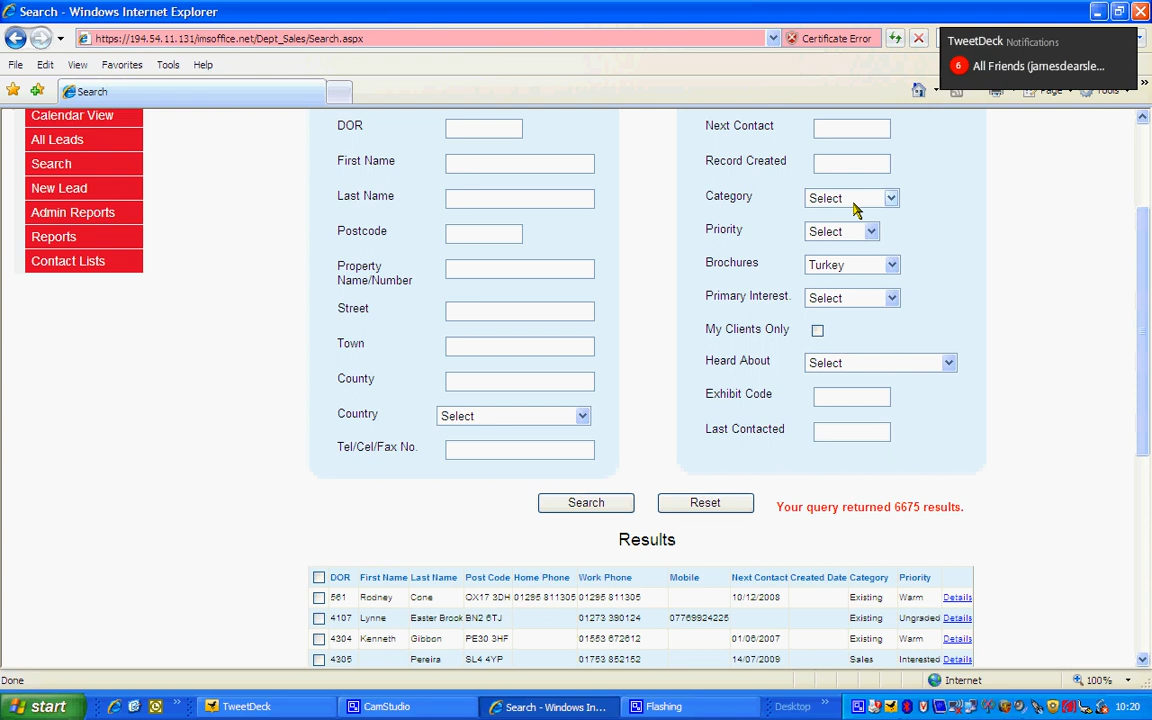 Search - Windows Internet Explorer
https://194.54.11.131/imsoffice.net/Dept_Sales/Search.aspx
Certificate Error
TweetDeck Notifications
6 All Friends (jamesdearsle...
File Edit View Favorites Tools Help
Search
Page
Tools
Calendar View
All Leads
Search
New Lead
Admin Reports
Reports
Contact Lists
DOR
First Name
Last Name
Postcode
Property
Name/Number
Street
Town
County
Country Select
Tel/Cel/Fax No.
Next Contact
Record Created
Category Select
Priority Select
Brochures Turkey
Primary Interest. Select
My Clients Only
Heard About Select
Exhibit Code
Last Contacted
Search Reset Your query returned 6675 results.
Results
DOR First Name Last Name Post Code Home Phone Work Phone Mobile Next Contact Created Date Category Priority
561 Rodney Cone OX17 3DH 01295 811305 01295 811305 10/12/2008 Existing Warm Details
4107 Lynne Easter Brook BN2 6TJ 01273 390124 07769924225 Existing Ungraded Details
4304 Kenneth Gibbon PE30 3HF 01553 672612 01/06/2007 Existing Warm Details
4305 Pereira SL4 4YP 01753 852152 14/07/2009 Sales Interested Details
Done Internet 100%
start TweetDeck CamStudio Search - Windows In... Flashing Desktop 10:20